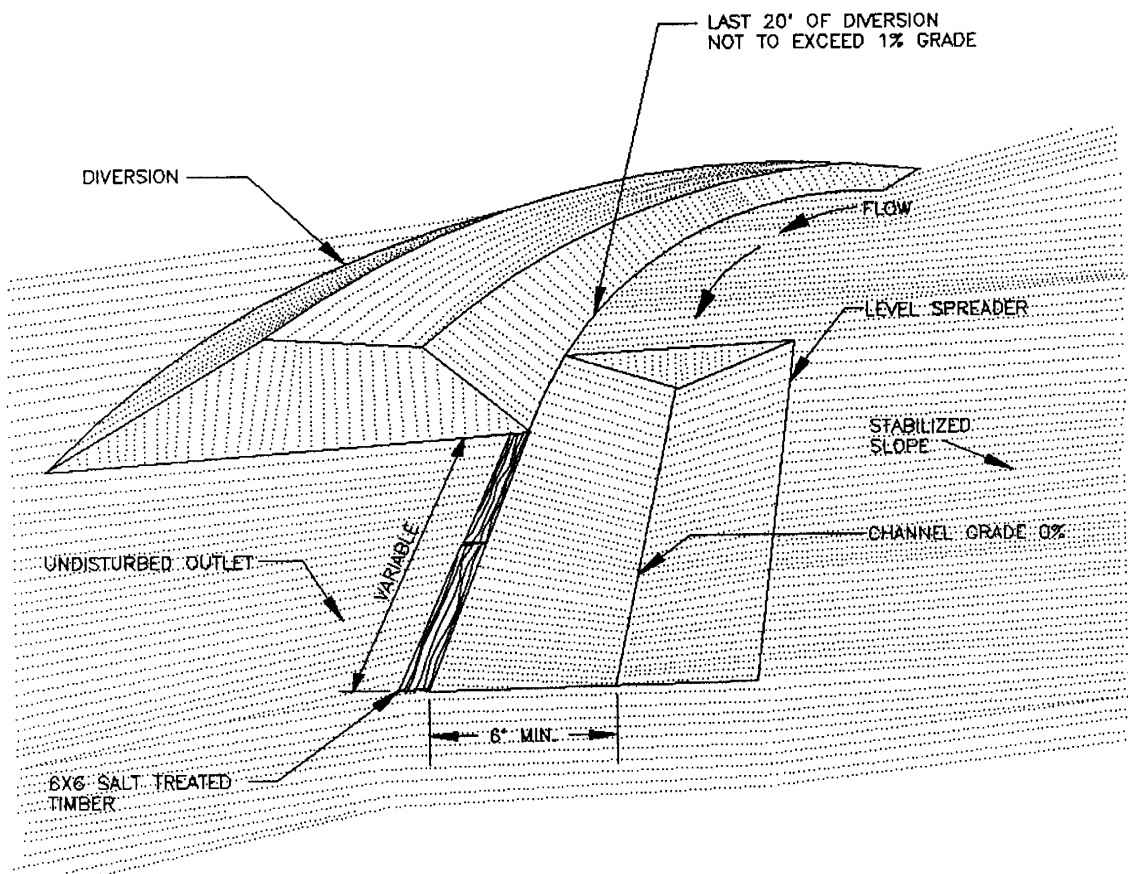 LAST 20' OF DIVERSION
NOT TO EXCEED 1% GRADE
DIVERSION
FLOW
LEVEL SPREADER
STABILIZED
SLOPE
CHANNEL GRADE 0%
UNDISTURBED OUTLET
VARIABLE
6' MIN.
6X6 SALT TREATED
TIMBER